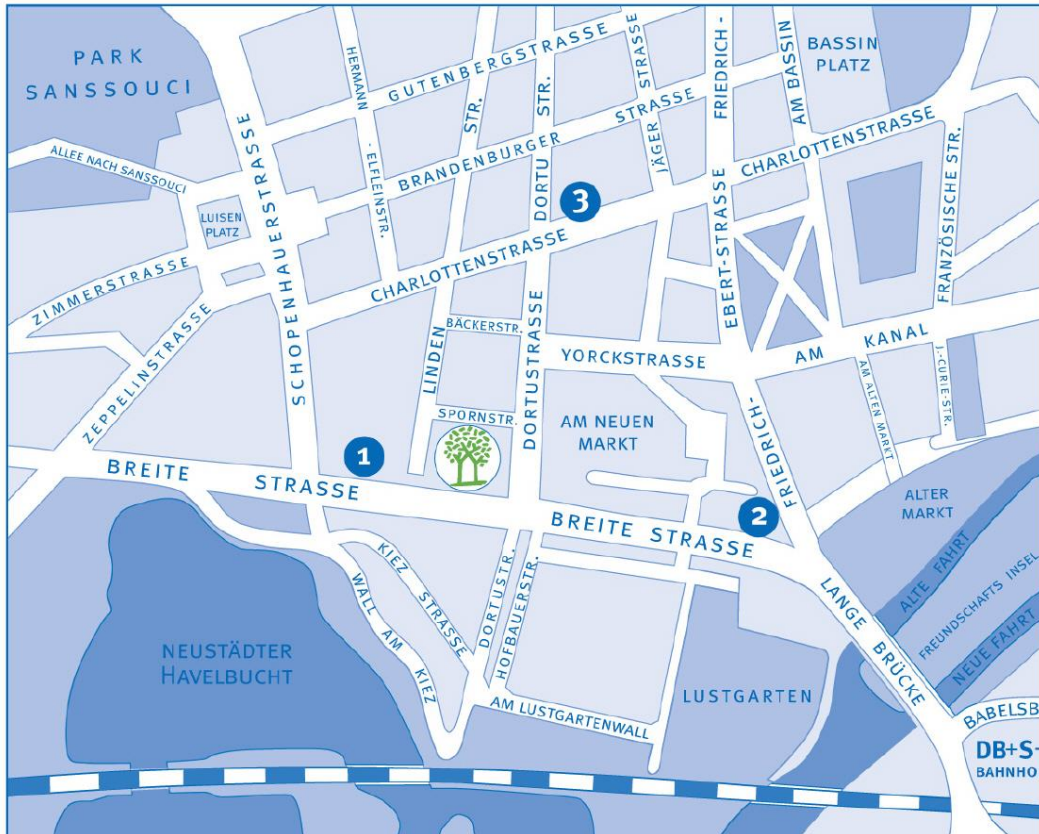 PARK
SANSSOUCI
ALLEE NACH SANSSOUCI
LUISEN
PLATZ
ZIMMERSTRASSE
ZEPPELINSTRASSE
SCHOPENHAUERSTRASSE
HERMANN - ELFLEINSTR.
GUTENBERGSTRASSE
BRANDENBURGER STRASSE
LINDEN STR.
DORTU STR.
JÄGER STRASSE
FRIEDRICH-
EBERT-STRASSE
AM BASSIN
BASSIN
PLATZ
CHARLOTTENSTRASSE
CHARLOTTENSTRASSE
FRANZÖSISCHE STR.
3
BÄCKERSTR.
DORTUSTRASSE
YORCKSTRASSE
AM KANAL
SPORNSTR.
AM NEUEN
MARKT
FRIEDRICH-
AM ALTEN MARKT
J.-CURIE-STR.
1
BREITE STRASSE
2
BREITE STRASSE
ALTER
MARKT
KIEZ STRASSE
WALL AM KIEZ
DORTUSTR.
HOFBAUERSTR.
NEUSTÄDTER
HAVELBUCHT
AM LUSTGARTENWALL
LUSTGARTEN
LANGE BRÜCKE
ALTE FAHRT
FREUNDSCHAFTS INSEL
NEUE FAHRT
BABELSB
DB+S+
BAHNHO